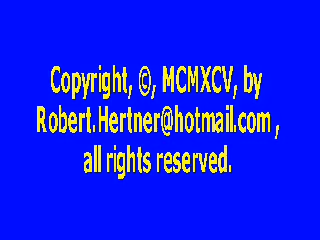 Copyright, ©, MCMXCV, by
Robert.Hertner@hotmail.com ,
all rights reserved.